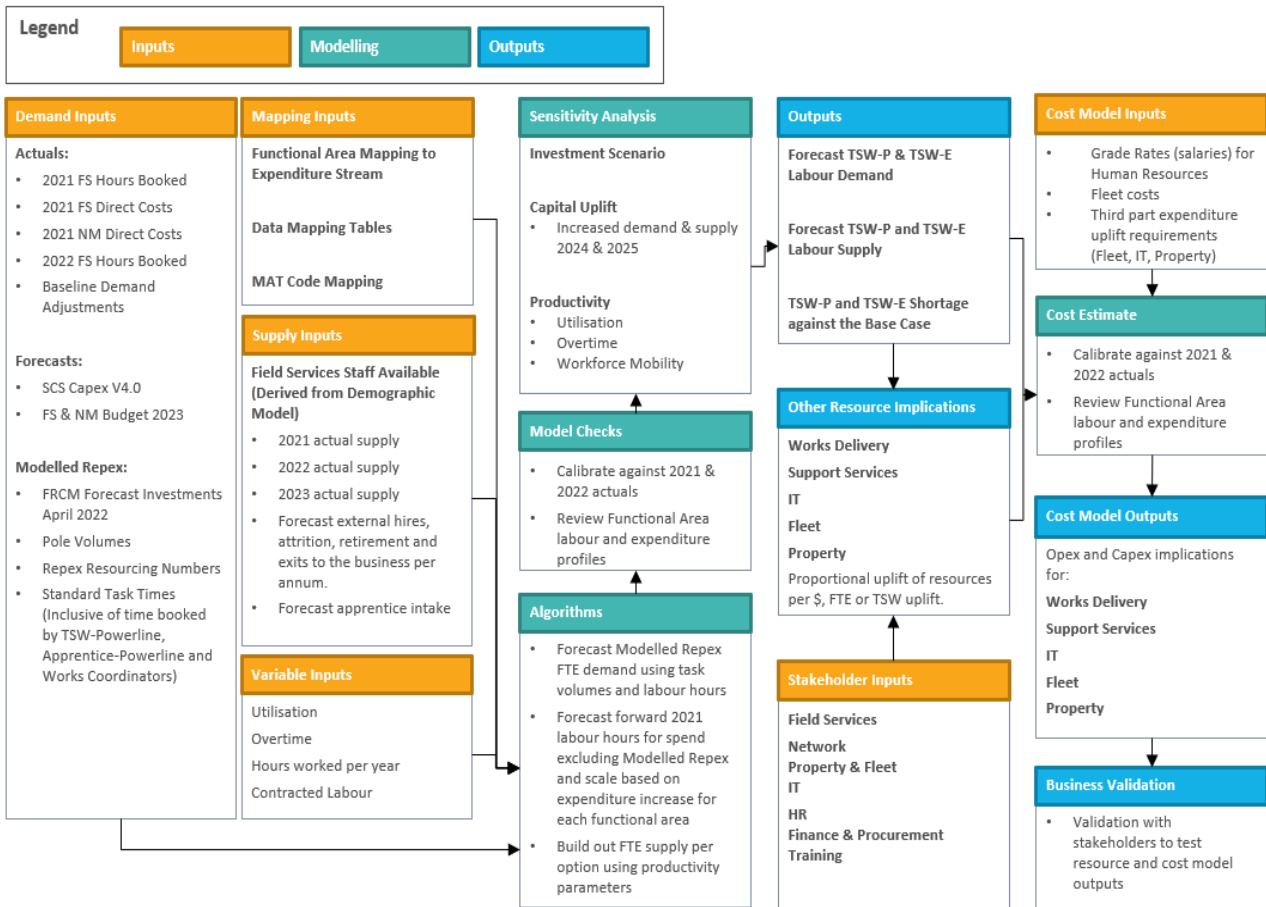 Legend
Inputs
Modelling
Outputs
Demand Inputs
Actuals:
• 2021 FS Hours Booked
• 2021 FS Direct Costs
• 2021 NM Direct Costs
• 2022 FS Hours Booked
• Baseline Demand
Adjustments
Forecasts:
• SCS Capex V4.0
• FS & NM Budget 2023
Modelled Repex:
• FRCM Forecast Investments
April 2022
• Pole Volumes
• Repex Resourcing Numbers
• Standard Task Times
(Inclusive of time booked
by TSW-Powerline,
Apprentice-Powerline and
Works Coordinators)
Mapping Inputs
Functional Area Mapping to
Expenditure Stream
Data Mapping Tables
MAT Code Mapping
Supply Inputs
Field Services Staff Available
(Derived from Demographic
Model)
• 2021 actual supply
• 2022 actual supply
• 2023 actual supply
• Forecast external hires,
attrition, retirement and
exits to the business per
annum.
• Forecast apprentice intake
Variable Inputs
Utilisation
Overtime
Hours worked per year
Contracted Labour
Sensitivity Analysis
Investment Scenario
Capital Uplift
• Increased demand & supply
2024 & 2025
Productivity
• Utilisation
• Overtime
• Workforce Mobility
Model Checks
• Calibrate against 2021 &
2022 actuals
• Review Functional Area
labour and expenditure
profiles
Algorithms
• Forecast Modelled Repex
FTE demand using task
volumes and labour hours
• Forecast forward 2021
labour hours for spend
excluding Modelled Repex
and scale based on
expenditure increase for
each functional area
• Build out FTE supply per
option using productivity
parameters
Outputs
Forecast TSW-P & TSW-E
Labour Demand
Forecast TSW-P and TSW-E
Labour Supply
TSW-P and TSW-E Shortage
against the Base Case
Other Resource Implications
Works Delivery
Support Services
IT
Fleet
Property
Proportional uplift of resources
per $, FTE or TSW uplift.
Stakeholder Inputs
Field Services
Network
Property & Fleet
IT
HR
Finance & Procurement
Training
Cost Model Inputs
• Grade Rates (salaries) for
Human Resources
• Fleet costs
• Third part expenditure
uplift requirements
(Fleet, IT, Property)
Cost Estimate
• Calibrate against 2021 &
2022 actuals
• Review Functional Area
labour and expenditure
profiles
Cost Model Outputs
Opex and Capex implications
for:
Works Delivery
Support Services
IT
Fleet
Property
Business Validation
• Validation with
stakeholders to test
resource and cost model
outputs